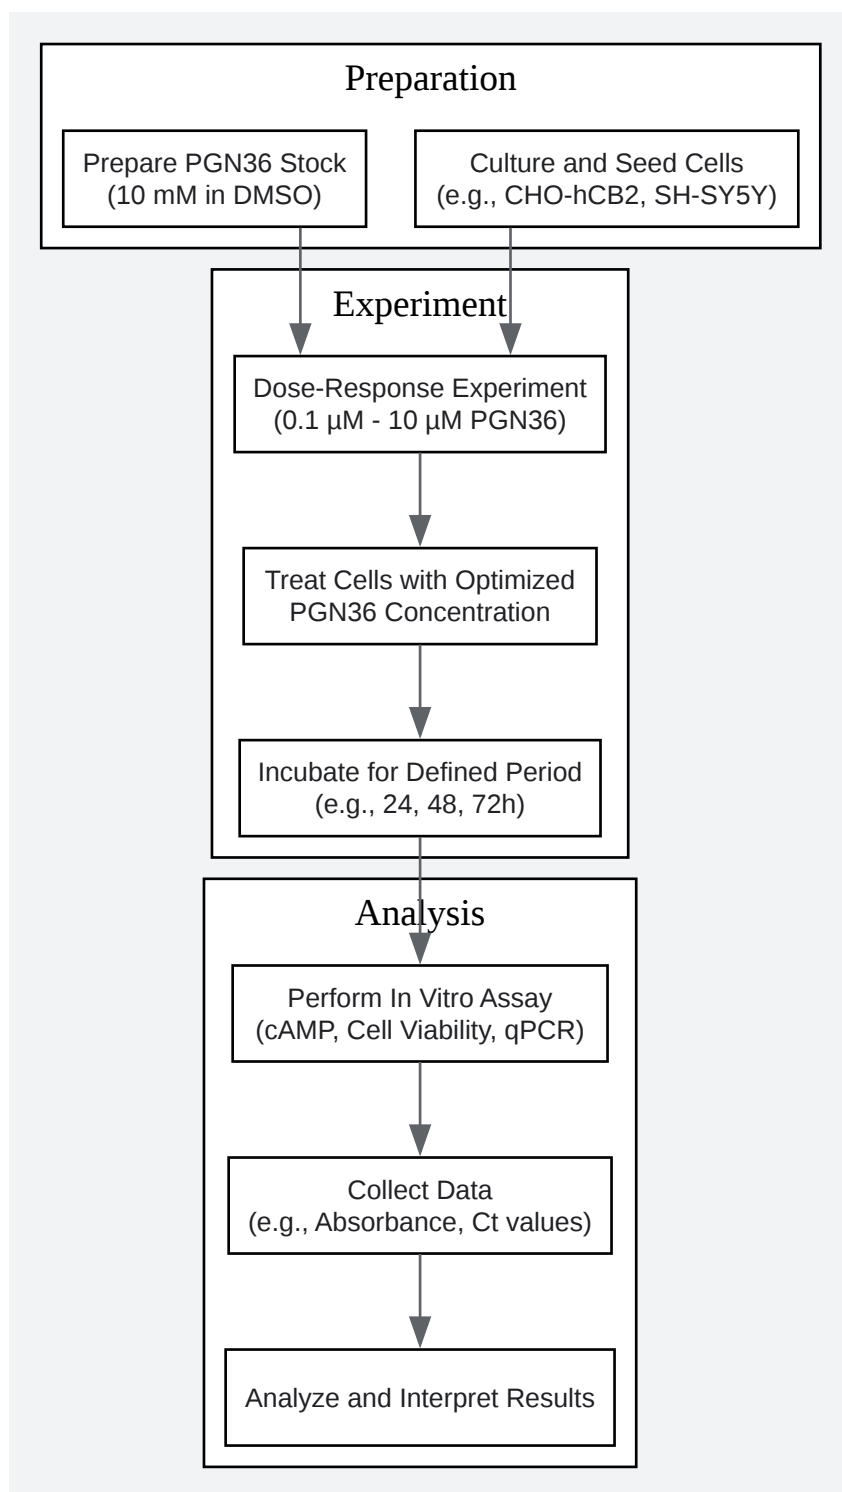 Preparation
Prepare PGN36 Stock
(10 mM in DMSO)
Culture and Seed Cells
(e.g., CHO-hCB2, SH-SY5Y)
Experiment
Dose-Response Experiment
(0.1 µM - 10 µM PGN36)
Treat Cells with Optimized
PGN36 Concentration
Incubate for Defined Period
(e.g., 24, 48, 72h)
Analysis
Perform In Vitro Assay
(cAMP, Cell Viability, qPCR)
Collect Data
(e.g., Absorbance, Ct values)
Analyze and Interpret Results